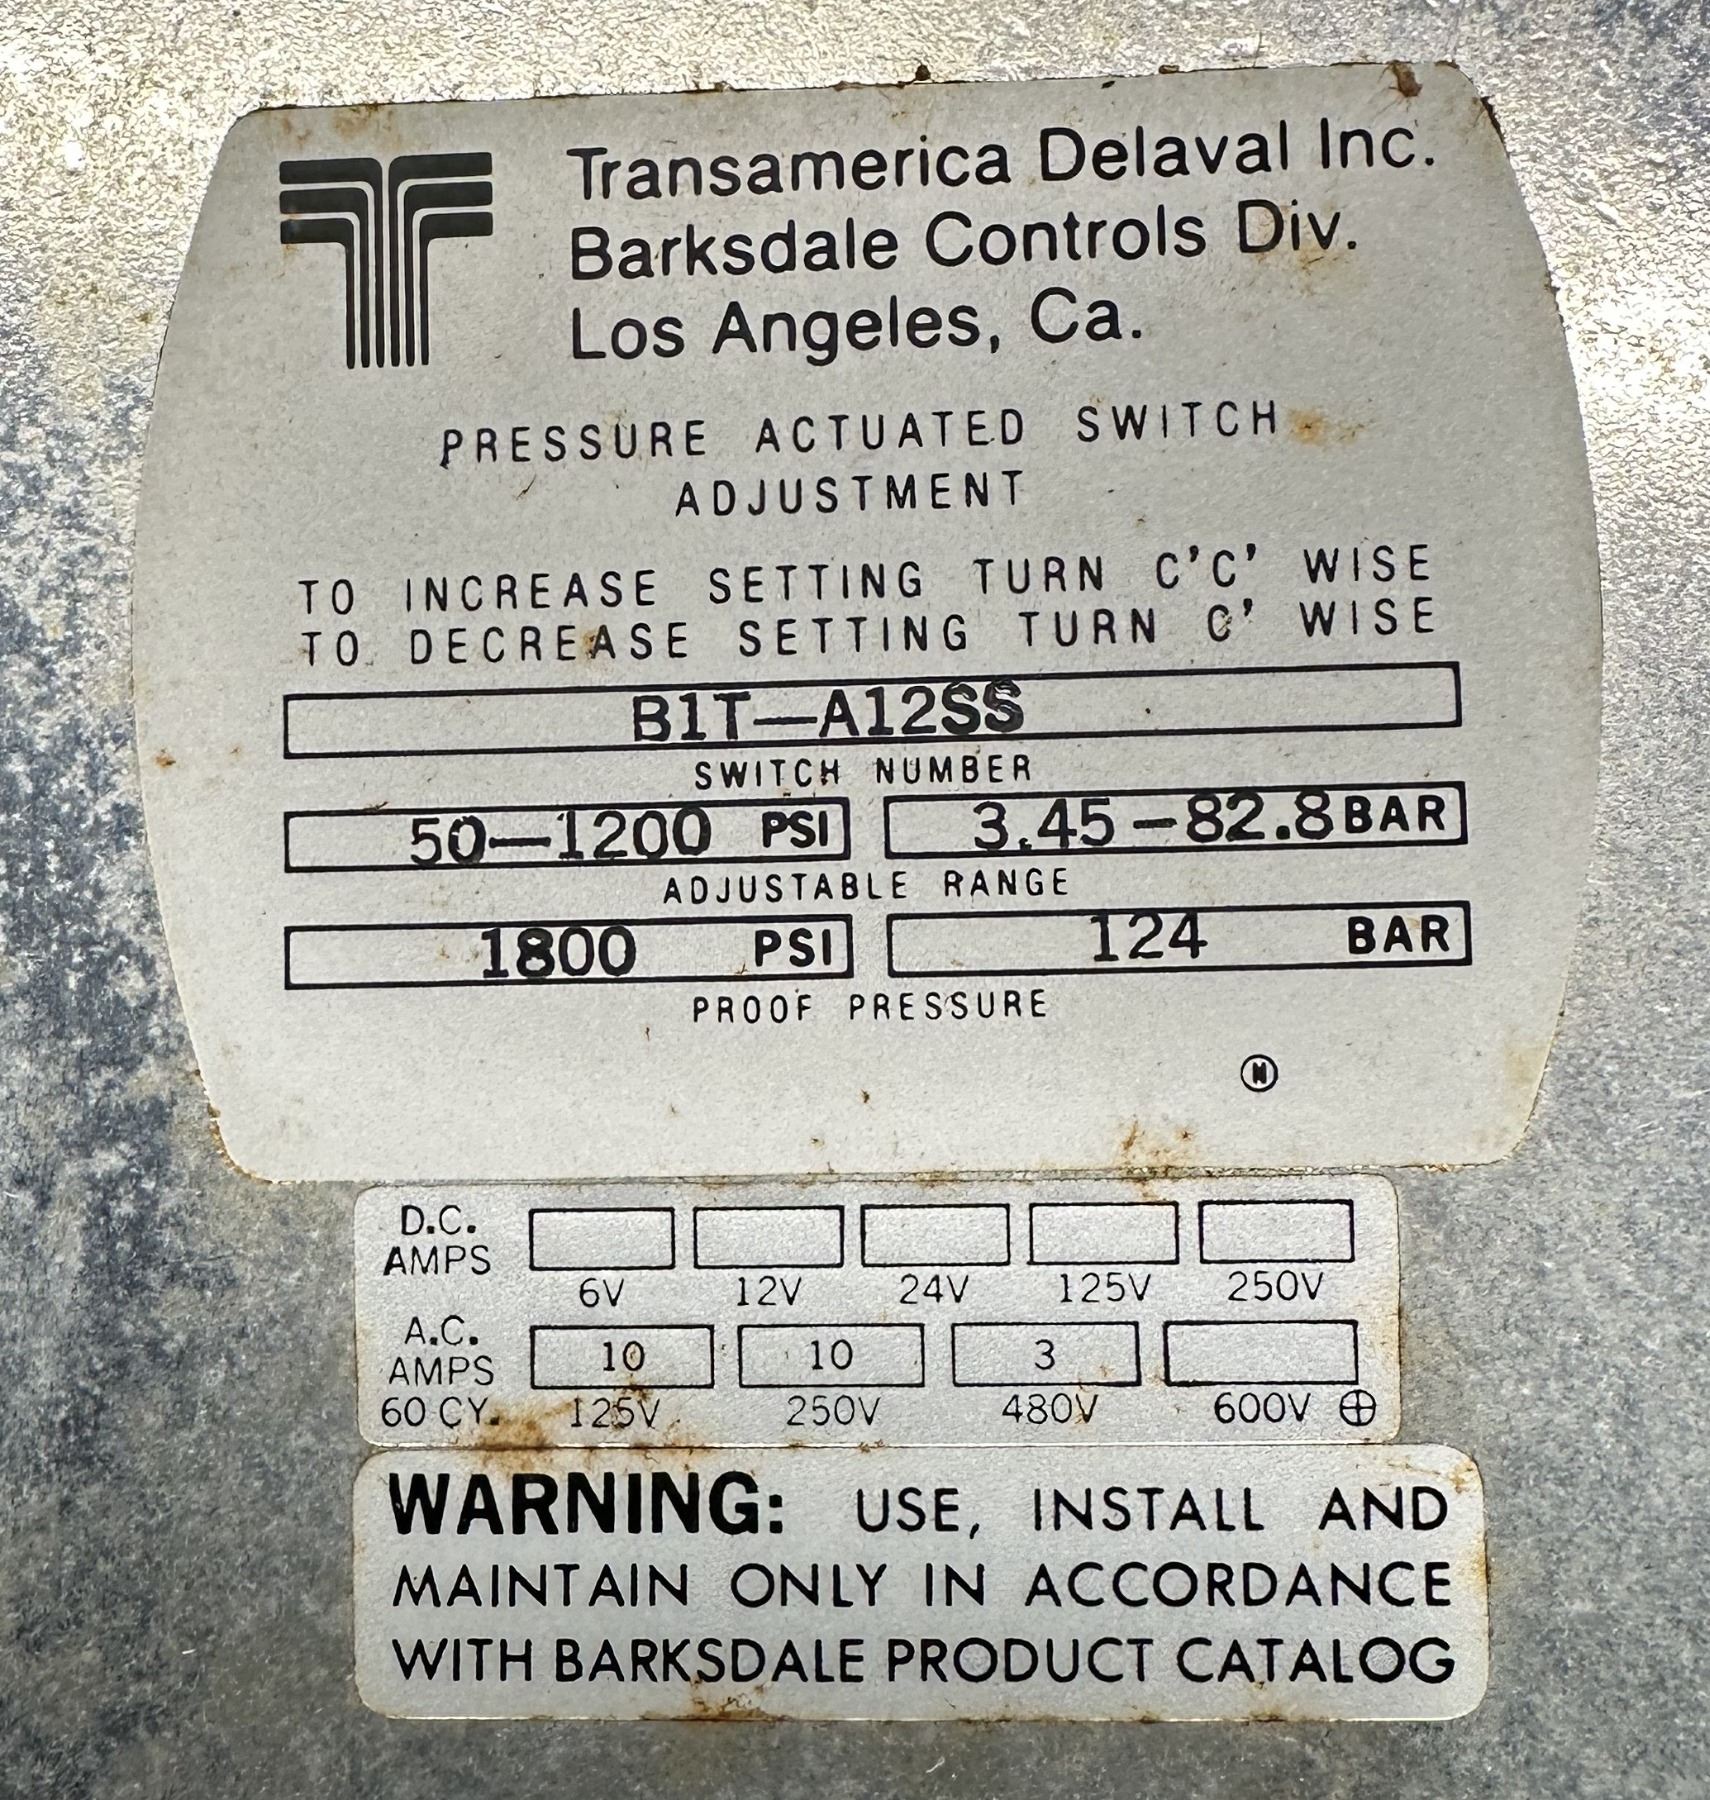 Transamerica Delaval Inc.
Barksdale Controls Div.
Los Angeles, Ca.
PRESSURE ACTUATED SWITCH
ADJUSTMENT
TO INCREASE SETTING TURN C'C' WISE
TO DECREASE SETTING TURN C' WISE
B1T—A12SS
SWITCH NUMBER
50—1200 PSI 3.45—82.8 BAR
ADJUSTABLE RANGE
1800 PSI 124 BAR
PROOF PRESSURE
N
D.C.
AMPS
6V 12V 24V 125V 250V
A.C.
AMPS 10 10 3
60 CY. 125V 250V 480V 600V ⊕
WARNING: USE, INSTALL AND
MAINTAIN ONLY IN ACCORDANCE
WITH BARKSDALE PRODUCT CATALOG